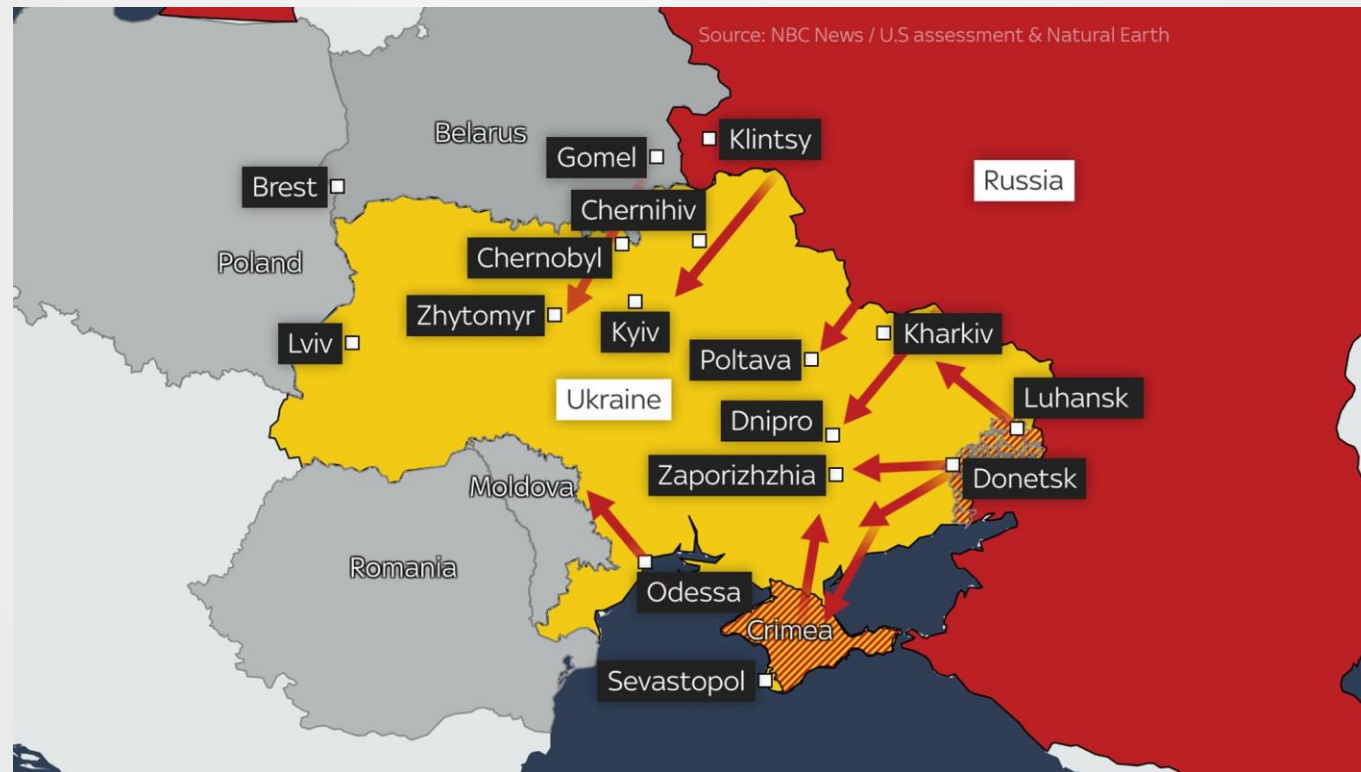 Source: NBC News / U.S assessment & Natural Earth
Belarus
Gomel
Klintsy
Brest
Russia
Chernihiv
Chernobyl
Poland
Zhytomyr
Kyiv
Lviv
Kharkiv
Poltava
Ukraine
Luhansk
Dnipro
Zaporizhzhia
Donetsk
Moldova
Romania
Odessa
Crimea
Sevastopol